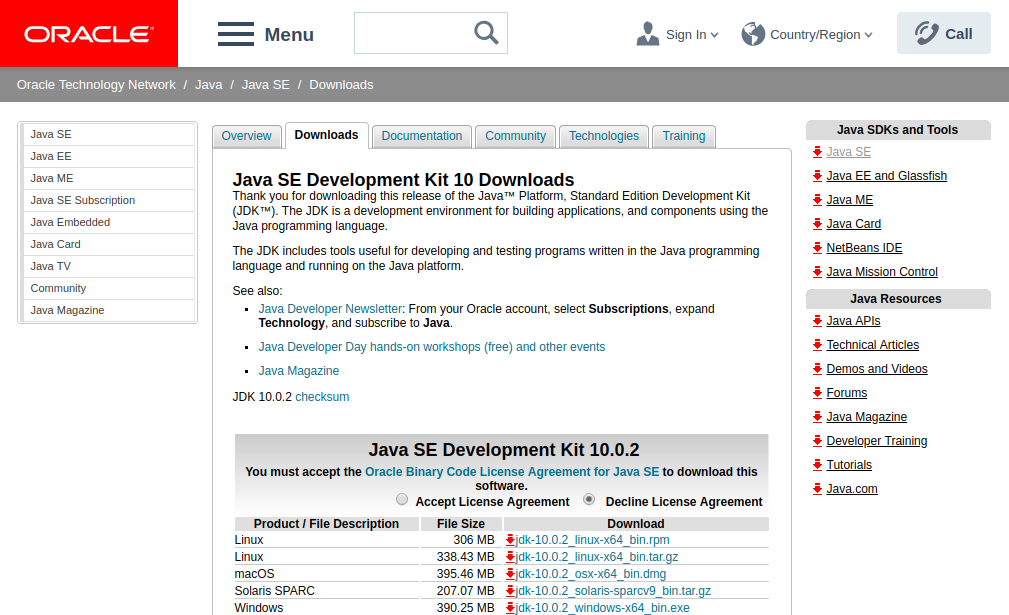 ORACLE
Menu
Sign In
Country/Region
Call
Oracle Technology Network / Java / Java SE / Downloads
Java SE
Java EE
Java ME
Java SE Subscription
Java Embedded
Java Card
Java TV
Community
Java Magazine
Overview
Downloads
Documentation
Community
Technologies
Training
Java SE Development Kit 10 Downloads
Thank you for downloading this release of the Java™ Platform, Standard Edition Development Kit
(JDK™). The JDK is a development environment for building applications, and components using the
Java programming language.
The JDK includes tools useful for developing and testing programs written in the Java programming
language and running on the Java platform.
See also:
Java Developer Newsletter: From your Oracle account, select Subscriptions, expand
Technology, and subscribe to Java.
Java Developer Day hands-on workshops (free) and other events
Java Magazine
JDK 10.0.2 checksum
Java SE Development Kit 10.0.2
You must accept the Oracle Binary Code License Agreement for Java SE to download this
software.
Accept License Agreement Decline License Agreement
Product / File Description File Size Download
Linux 306 MB jdk-10.0.2_linux-x64_bin.rpm
Linux 338.43 MB jdk-10.0.2_linux-x64_bin.tar.gz
macOS 395.46 MB jdk-10.0.2_osx-x64_bin.dmg
Solaris SPARC 207.07 MB jdk-10.0.2_solaris-sparcv9_bin.tar.gz
Windows 390.25 MB jdk-10.0.2_windows-x64_bin.exe
Java SDKs and Tools
Java SE
Java EE and Glassfish
Java ME
Java Card
NetBeans IDE
Java Mission Control
Java Resources
Java APIs
Technical Articles
Demos and Videos
Forums
Java Magazine
Developer Training
Tutorials
Java.com